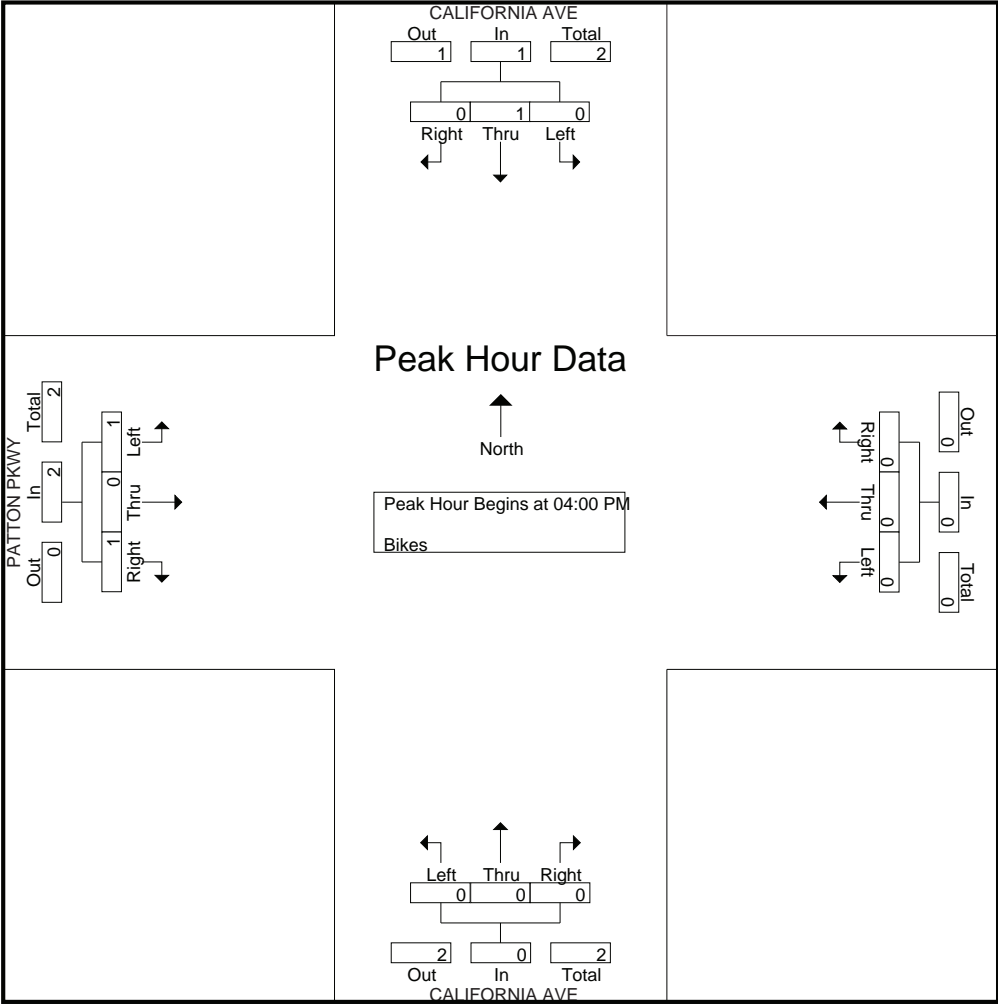 CALIFORNIA AVE
Out In Total
1 1 2
0 1 0
Right Thru Left
Peak Hour Data
North
Peak Hour Begins at 04:00 PM
Bikes
PATTON PKWY
Out In Total
0 2 2
1 0 1
Right Thru Left
Out In Total
0 0 0
0 0 0
Right Thru Left
Left Thru Right
0 0 0
2 0 2
Out In Total
CALIFORNIA AVE